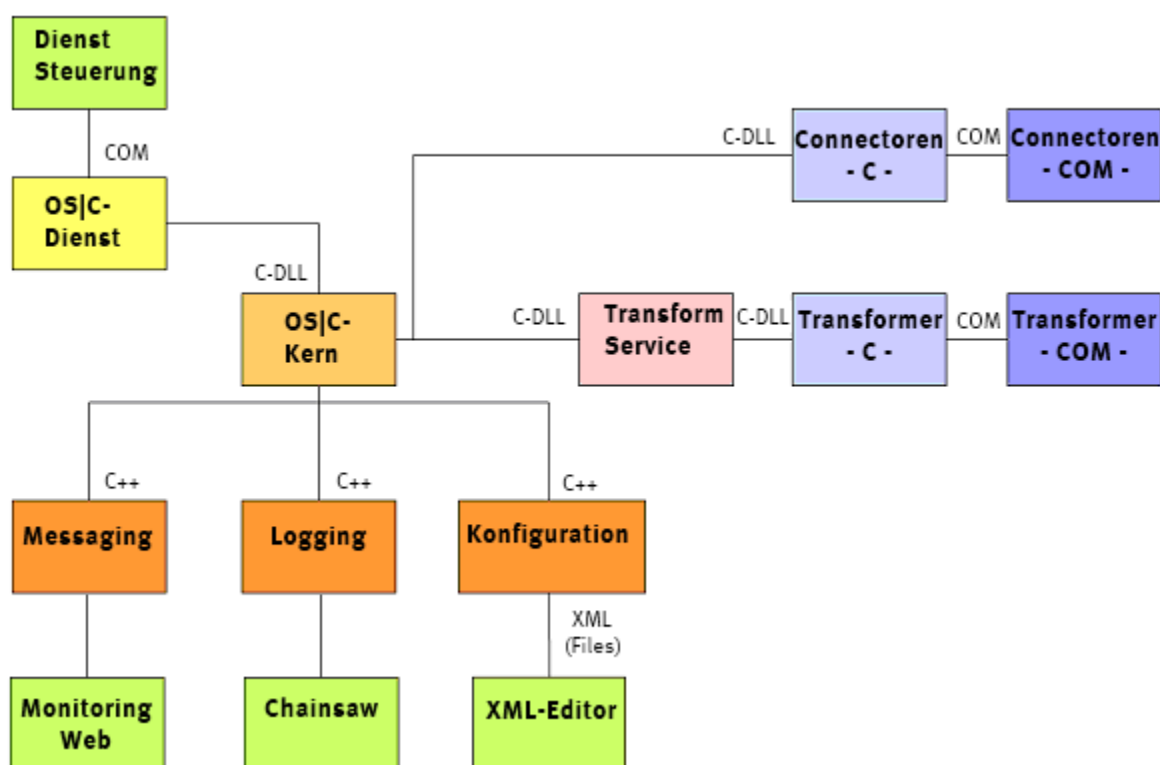 Dienst
Steuerung
COM
OS|C-
Dienst
C-DLL
OS|C-
Kern
C-DLL
Connectoren
- C -
COM
Connectoren
- COM -
C-DLL
Transform
Service
C-DLL
Transformer
- C -
COM
Transformer
- COM -
C++
C++
C++
Messaging
Logging
Konfiguration
XML
(Files)
Monitoring
Web
Chainsaw
XML-Editor